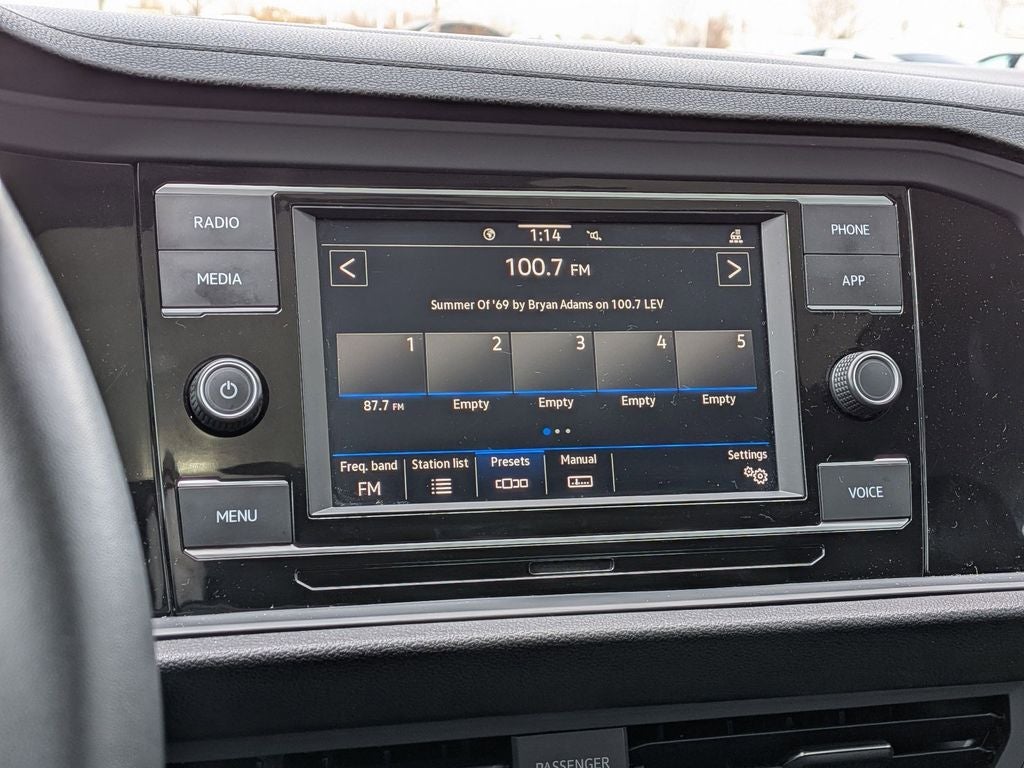 RADIO
MEDIA
MENU
1:14
<
100.7 FM
>
Summer Of '69 by Bryan Adams on 100.7 LEV
1 2 3 4 5
87.7 FM Empty Empty Empty Empty
Freq. band Station list Presets Manual Settings
FM
PHONE
APP
VOICE
PASSENGER